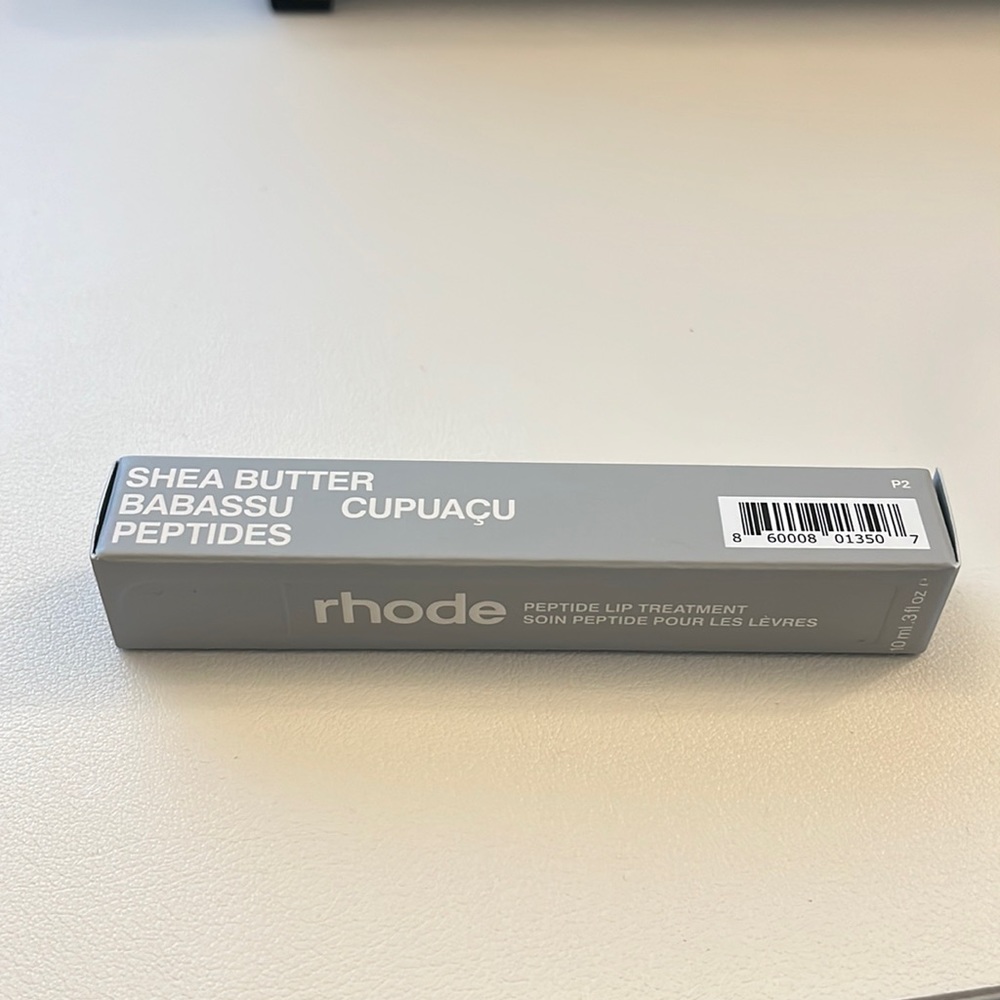 SHEA BUTTER
BABASSU CUPUAÇU
PEPTIDES
P2
8 60008 01350 7
rhode
PEPTIDE LIP TREATMENT
SOIN PEPTIDE POUR LES LÈVRES
10 ml .3 fl oz